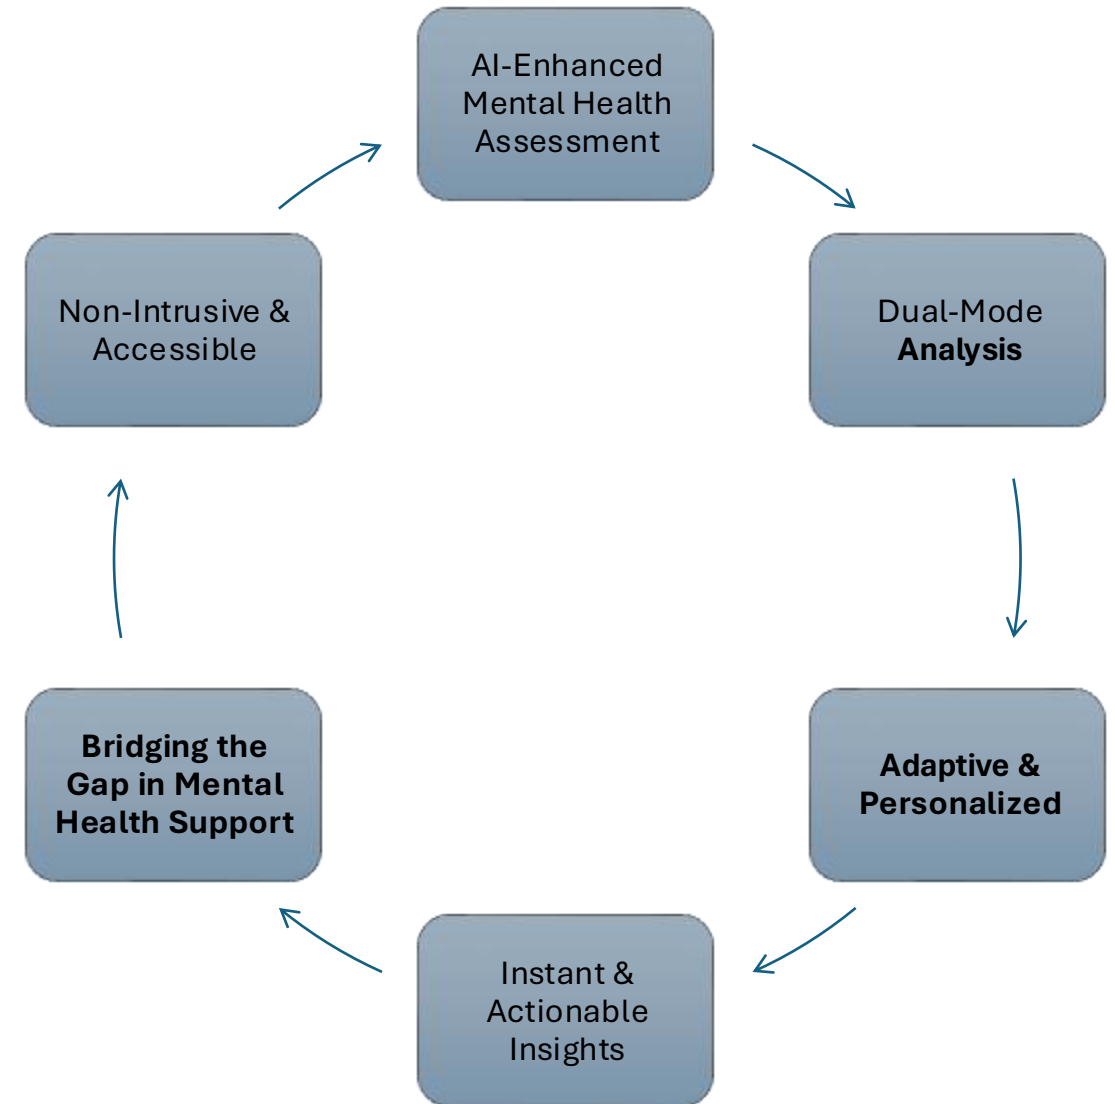 AI-Enhanced
Mental Health
Assessment
Dual-Mode
Analysis
Adaptive &
Personalized
Instant &
Actionable
Insights
Bridging the
Gap in Mental
Health Support
Non-Intrusive &
Accessible